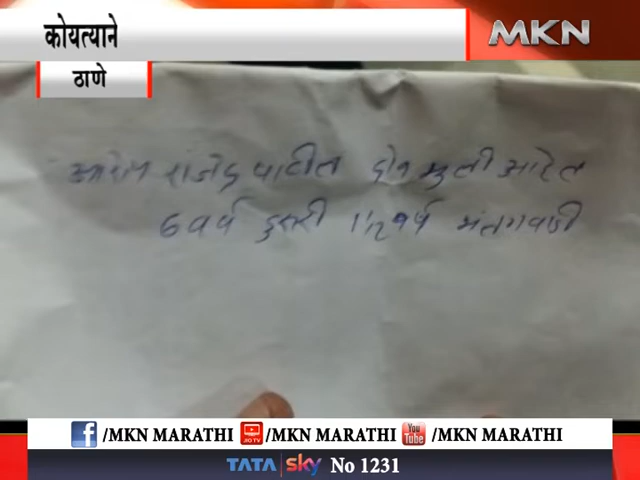 कोयत्याने
MKN
ठाणे
राजेंद्र पाटील दोन मुली आहेत
6 वर्ष दुसरी 1½ वर्ष
/MKN MARATHI JIO TV /MKN MARATHI You Tube /MKN MARATHI
TATA sky No 1231